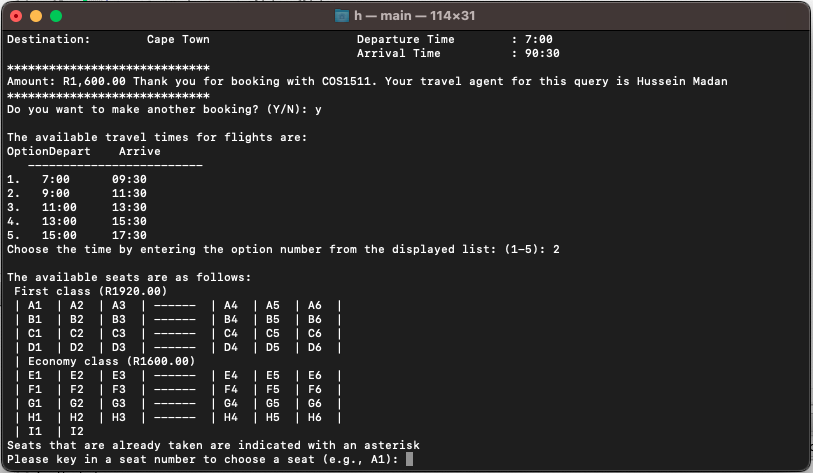 h — main — 114×31
Destination:        Cape Town                     Departure Time        : 7:00
                                                  Arrival Time          : 90:30
*****************************
Amount: R1,600.00 Thank you for booking with COS1511. Your travel agent for this query is Hussein Madan
*****************************
Do you want to make another booking? (Y/N): y
The available travel times for flights are:
OptionDepart    Arrive
   -------------------------
1.   7:00      09:30
2.   9:00      11:30
3.   11:00     13:30
4.   13:00     15:30
5.   15:00     17:30
Choose the time by entering the option number from the displayed list: (1-5): 2
The available seats are as follows:
 First class (R1920.00)
 | A1  | A2  | A3  | ------  | A4  | A5  | A6  |
 | B1  | B2  | B3  | ------  | B4  | B5  | B6  |
 | C1  | C2  | C3  | ------  | C4  | C5  | C6  |
 | D1  | D2  | D3  | ------  | D4  | D5  | D6  |
 | Economy class (R1600.00)
 | E1  | E2  | E3  | ------  | E4  | E5  | E6  |
 | F1  | F2  | F3  | ------  | F4  | F5  | F6  |
 | G1  | G2  | G3  | ------  | G4  | G5  | G6  |
 | H1  | H2  | H3  | ------  | H4  | H5  | H6  |
 | I1  | I2
Seats that are already taken are indicated with an asterisk
Please key in a seat number to choose a seat (e.g., A1):